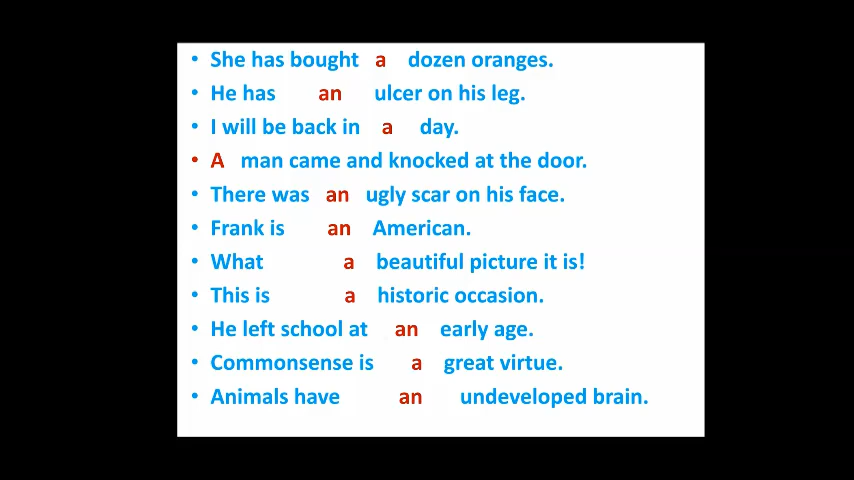 • She has bought a dozen oranges.
• He has an ulcer on his leg.
• I will be back in a day.
• A man came and knocked at the door.
• There was an ugly scar on his face.
• Frank is an American.
• What a beautiful picture it is!
• This is a historic occasion.
• He left school at an early age.
• Commonsense is a great virtue.
• Animals have an undeveloped brain.